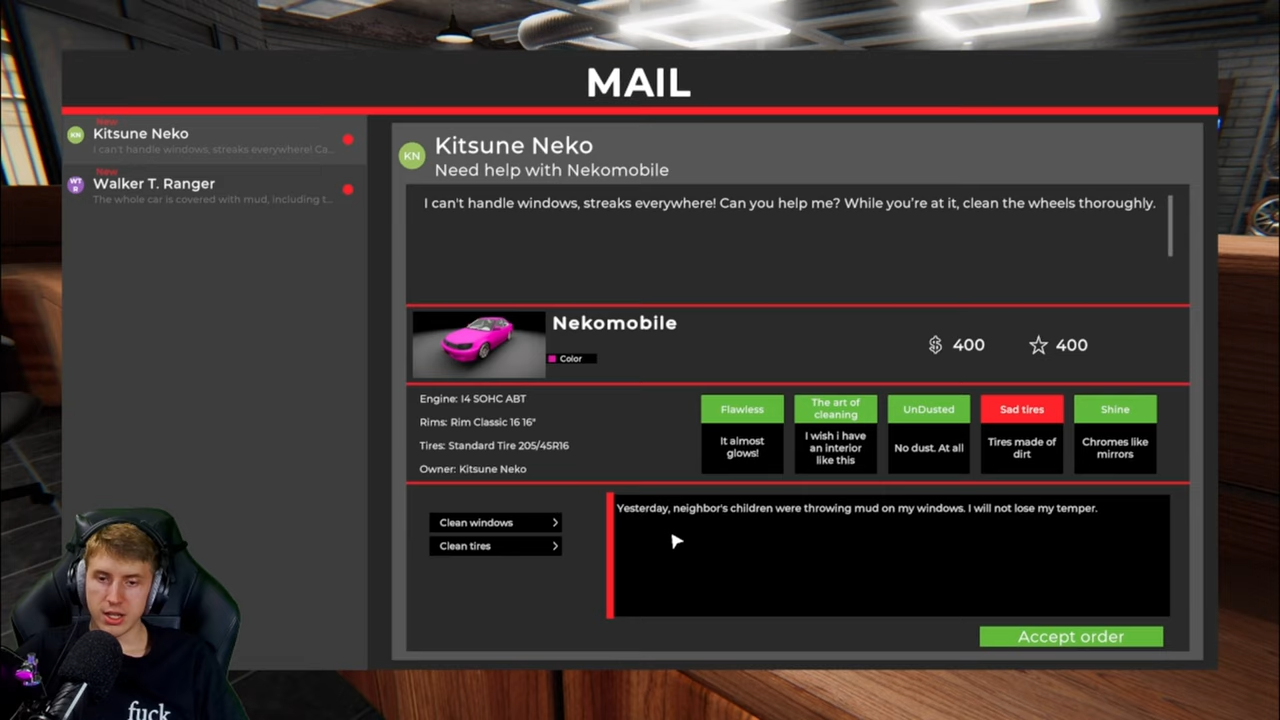 MAIL
New
KN
Kitsune Neko
I can't handle windows, streaks everywhere! Ca...
New
WT
R
Walker T. Ranger
The whole car is covered with mud, including t...
KN
Kitsune Neko
Need help with Nekomobile
I can't handle windows, streaks everywhere! Can you help me? While you're at it, clean the wheels thoroughly.
Nekomobile
Color
400
400
Engine: I4 SOHC ABT
Rims: Rim Classic 16 16"
Tires: Standard Tire 205/45R16
Owner: Kitsune Neko
Flawless
It almost
glows!
The art of
cleaning
I wish i have
an interior
like this
UnDusted
No dust. At all
Sad tires
Tires made of
dirt
Shine
Chromes like
mirrors
Clean windows
Clean tires
Yesterday, neighbor's children were throwing mud on my windows. I will not lose my temper.
Accept order
fuck